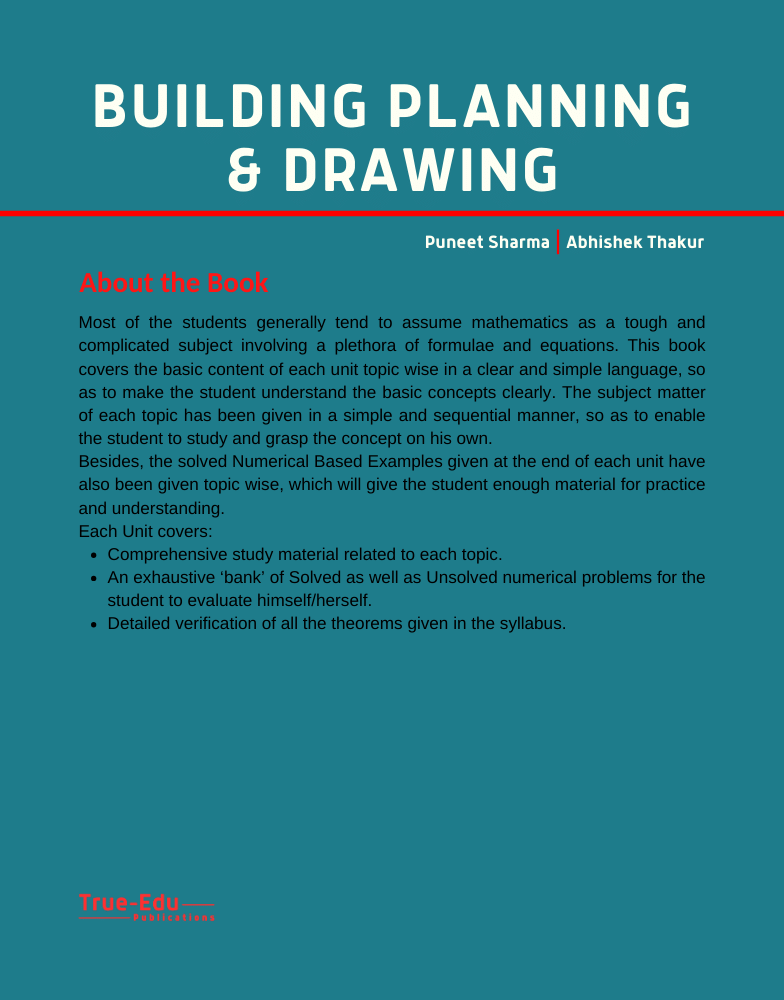 BUILDING PLANNING
& DRAWING
Puneet Sharma | Abhishek Thakur
About the Book
Most of the students generally tend to assume mathematics as a tough and
complicated subject involving a plethora of formulae and equations. This book
covers the basic content of each unit topic wise in a clear and simple language, so
as to make the student understand the basic concepts clearly. The subject matter
of each topic has been given in a simple and sequential manner, so as to enable
the student to study and grasp the concept on his own.
Besides, the solved Numerical Based Examples given at the end of each unit have
also been given topic wise, which will give the student enough material for practice
and understanding.
Each Unit covers:
• Comprehensive study material related to each topic.
• An exhaustive ‘bank’ of Solved as well as Unsolved numerical problems for the
student to evaluate himself/herself.
• Detailed verification of all the theorems given in the syllabus.
True-Edu
Publications